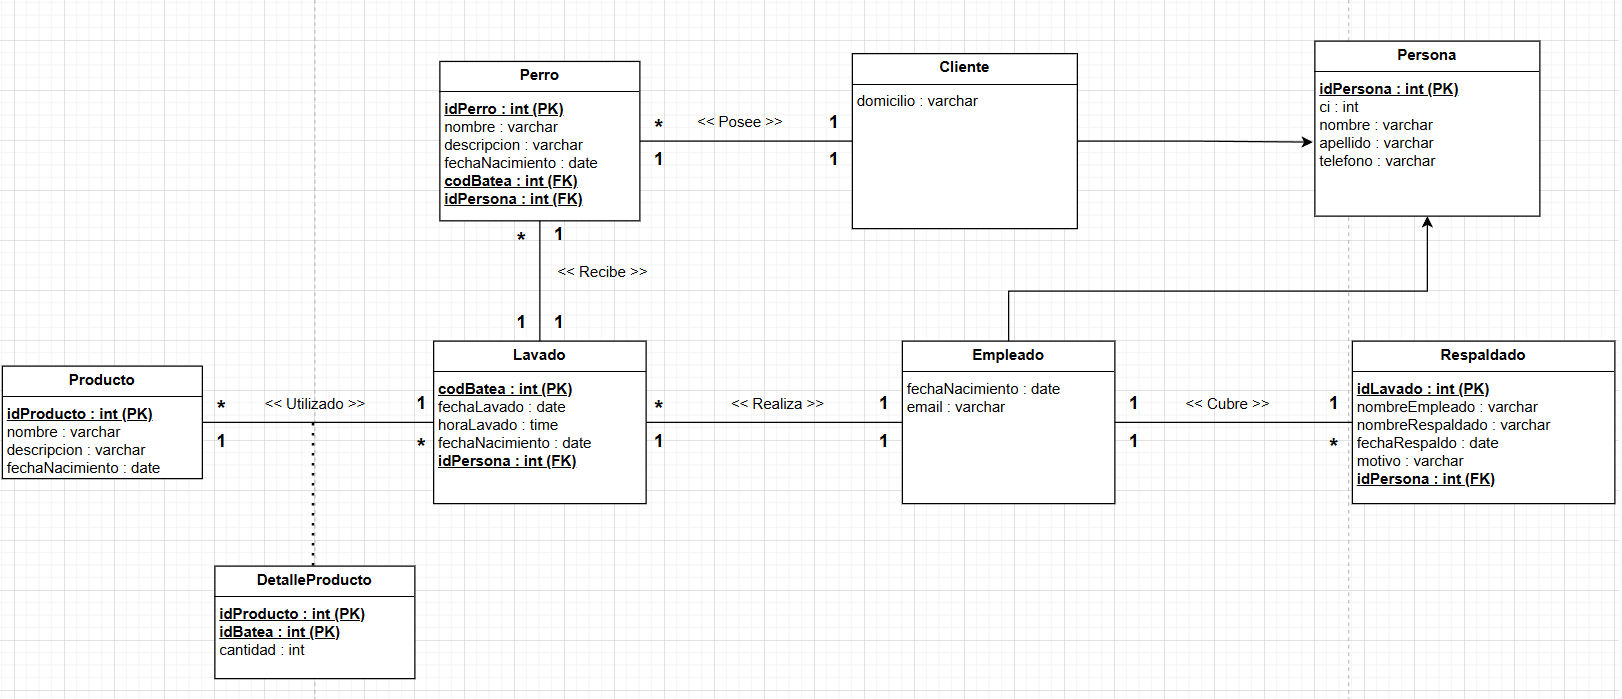 Perro
idPerro : int (PK)
nombre : varchar
descripcion : varchar
fechaNacimiento : date
codBatea : int (FK)
idPersona : int (FK)
* << Posee >> 1
1 1
Cliente
domicilio : varchar
Persona
idPersona : int (PK)
ci : int
nombre : varchar
apellido : varchar
telefono : varchar
* 1
<< Recibe >>
1 1
Producto
idProducto : int (PK)
nombre : varchar
descripcion : varchar
fechaNacimiento : date
* << Utilizado >> 1
1 *
Lavado
codBatea : int (PK)
fechaLavado : date
horaLavado : time
fechaNacimiento : date
idPersona : int (FK)
* << Realiza >> 1
1 1
Empleado
fechaNacimiento : date
email : varchar
1 << Cubre >> 1
1 *
Respaldado
idLavado : int (PK)
nombreEmpleado : varchar
nombreRespaldado : varchar
fechaRespaldo : date
motivo : varchar
idPersona : int (FK)
DetalleProducto
idProducto : int (PK)
idBatea : int (PK)
cantidad : int